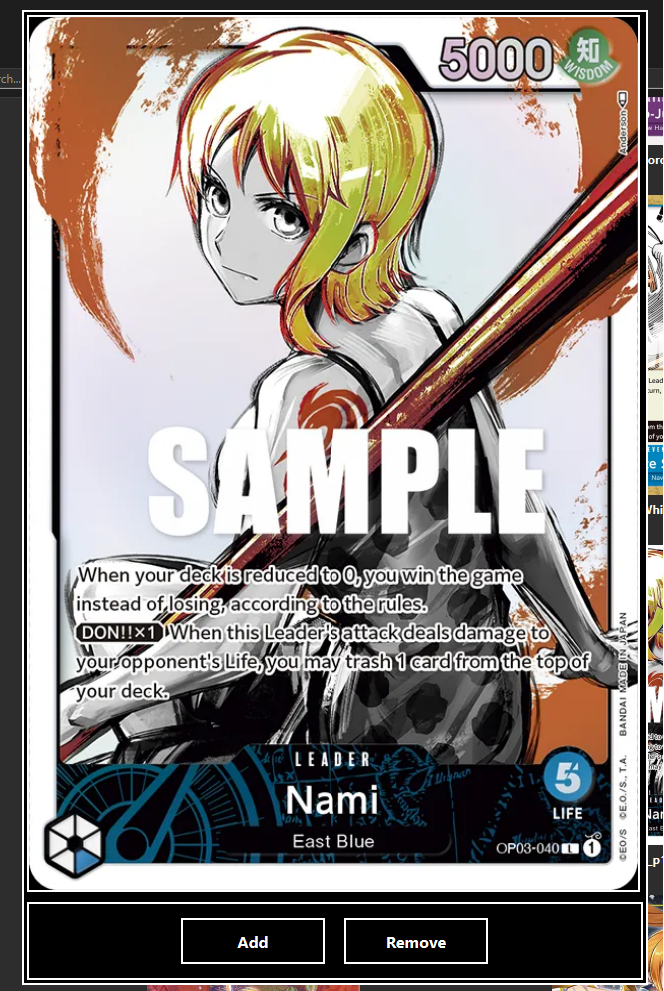 rch...
5000
知
WISDOM
Anderson
SAMPLE
When your deck is reduced to 0, you win the game
instead of losing, according to the rules.
DON!!×1 When this Leader's attack deals damage to
your opponent's Life, you may trash 1 card from the top of
your deck.
BANDAI MADE IN JAPAN
©EO/S ©E.O./S., T.A.
LEADER
Nami
East Blue
5
LIFE
OP03-040 L 1
Add
Remove